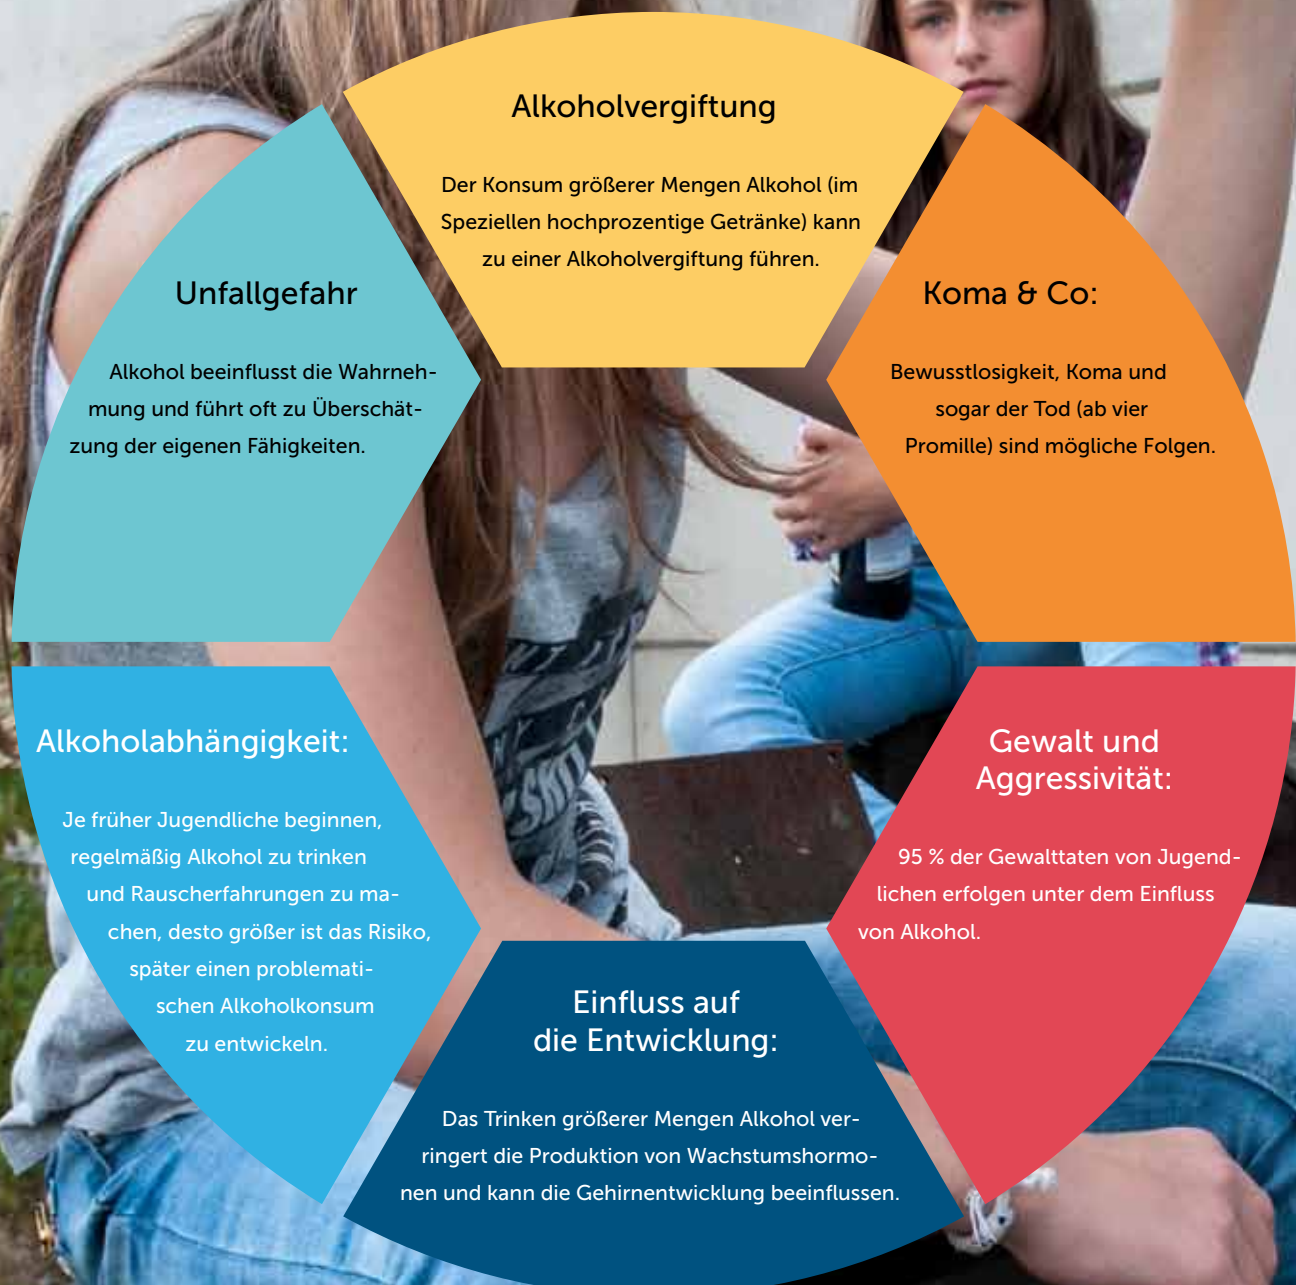 Alkoholvergiftung
Der Konsum größerer Mengen Alkohol (im
Speziellen hochprozentige Getränke) kann
zu einer Alkoholvergiftung führen.
Koma & Co:
Bewusstlosigkeit, Koma und
sogar der Tod (ab vier
Promille) sind mögliche Folgen.
Gewalt und
Aggressivität:
95 % der Gewalttaten von Jugend-
lichen erfolgen unter dem Einfluss
von Alkohol.
Einfluss auf
die Entwicklung:
Das Trinken größerer Mengen Alkohol ver-
ringert die Produktion von Wachstumshormo-
nen und kann die Gehirnentwicklung beeinflussen.
Alkoholabhängigkeit:
Je früher Jugendliche beginnen,
regelmäßig Alkohol zu trinken
und Rauscherfahrungen zu ma-
chen, desto größer ist das Risiko,
später einen problemati-
schen Alkoholkonsum
zu entwickeln.
Unfallgefahr
Alkohol beeinflusst die Wahrneh-
mung und führt oft zu Überschät-
zung der eigenen Fähigkeiten.